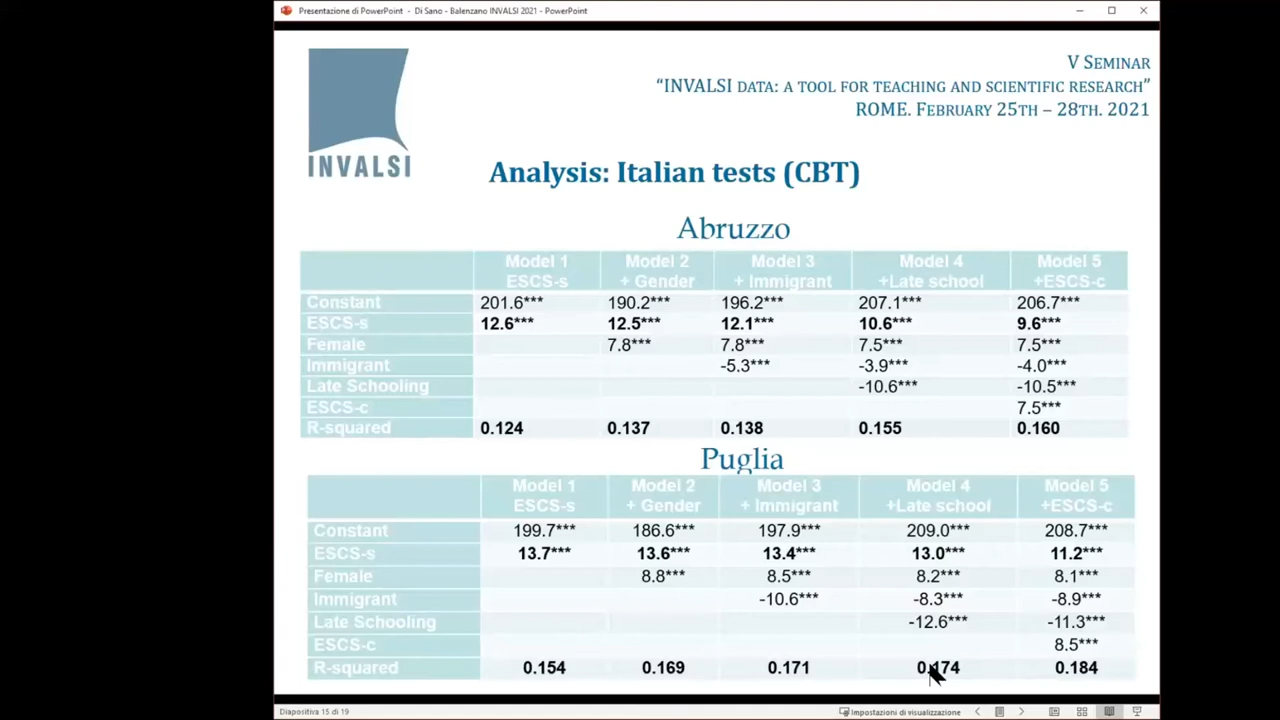 Presentazione di PowerPoint - Di Sano - Balenzano INVALSI 2021 - PowerPoint
V SEMINAR
“INVALSI DATA: A TOOL FOR TEACHING AND SCIENTIFIC RESEARCH”
ROME. FEBRUARY 25TH – 28TH. 2021
INVALSI
Analysis: Italian tests (CBT)
Abruzzo
Model 1 Model 2 Model 3 Model 4 Model 5
ESCS-s + Gender + Immigrant +Late school +ESCS-c
Constant 201.6*** 190.2*** 196.2*** 207.1*** 206.7***
ESCS-s 12.6*** 12.5*** 12.1*** 10.6*** 9.6***
Female 7.8*** 7.8*** 7.5*** 7.5***
Immigrant -5.3*** -3.9*** -4.0***
Late Schooling -10.6*** -10.5***
ESCS-c 7.5***
R-squared 0.124 0.137 0.138 0.155 0.160
Puglia
Model 1 Model 2 Model 3 Model 4 Model 5
ESCS-s + Gender + Immigrant +Late school +ESCS-c
Constant 199.7*** 186.6*** 197.9*** 209.0*** 208.7***
ESCS-s 13.7*** 13.6*** 13.4*** 13.0*** 11.2***
Female 8.8*** 8.5*** 8.2*** 8.1***
Immigrant -10.6*** -8.3*** -8.9***
Late Schooling -12.6*** -11.3***
ESCS-c 8.5***
R-squared 0.154 0.169 0.171 0.174 0.184
Diapositiva 15 di 19 Impostazioni di visualizzazione